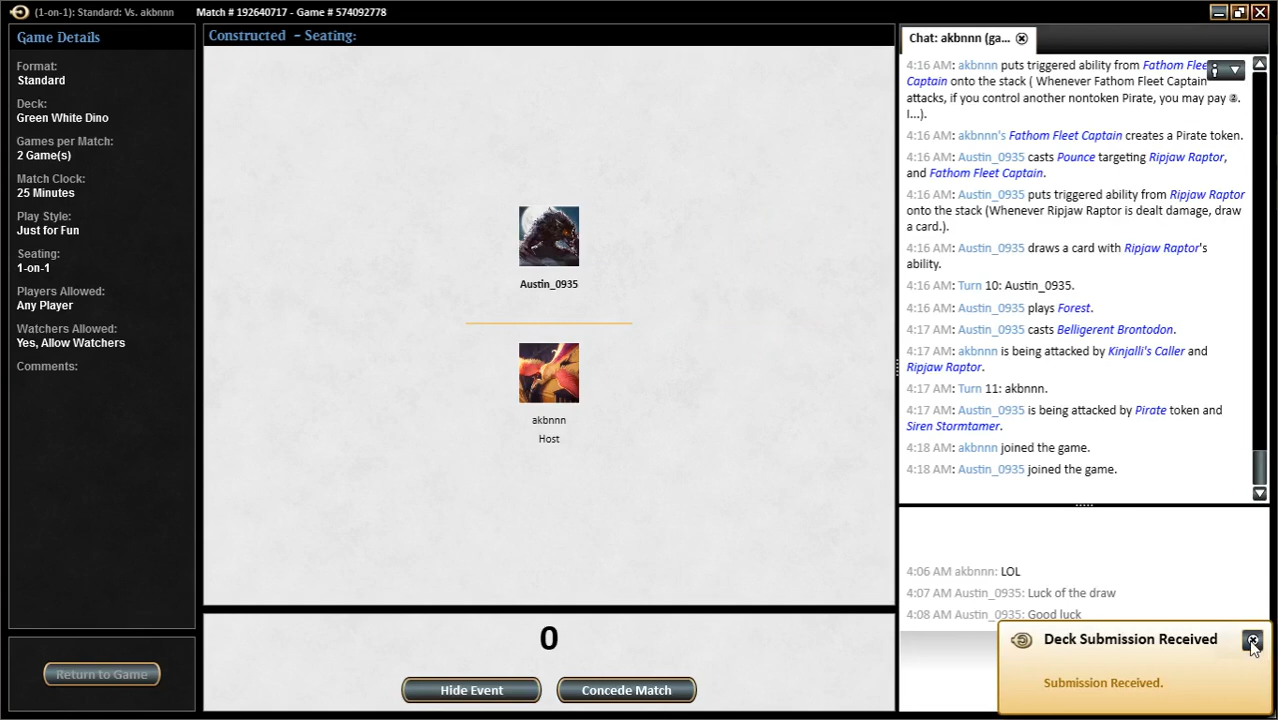 (1-on-1): Standard: Vs. akbnnn
Match # 192640717 - Game # 574092778
Game Details
Format:
Standard
Deck:
Green White Dino
Games per Match:
2 Game(s)
Match Clock:
25 Minutes
Play Style:
Just for Fun
Seating:
1-on-1
Players Allowed:
Any Player
Watchers Allowed:
Yes, Allow Watchers
Comments:
Return to Game
Constructed - Seating:
Austin_0935
akbnnn
Host
0
Hide Event
Concede Match
Chat: akbnnn (ga...
4:16 AM: akbnnn puts triggered ability from Fathom Flee
Captain onto the stack ( Whenever Fathom Fleet Captain
attacks, if you control another nontoken Pirate, you may pay ②.
I...).
4:16 AM: akbnnn's Fathom Fleet Captain creates a Pirate token.
4:16 AM: Austin_0935 casts Pounce targeting Ripjaw Raptor,
and Fathom Fleet Captain.
4:16 AM: Austin_0935 puts triggered ability from Ripjaw Raptor
onto the stack (Whenever Ripjaw Raptor is dealt damage, draw
a card.).
4:16 AM: Austin_0935 draws a card with Ripjaw Raptor's
ability.
4:16 AM: Turn 10: Austin_0935.
4:16 AM: Austin_0935 plays Forest.
4:17 AM: Austin_0935 casts Belligerent Brontodon.
4:17 AM: akbnnn is being attacked by Kinjalli's Caller and
Ripjaw Raptor.
4:17 AM: Turn 11: akbnnn.
4:17 AM: Austin_0935 is being attacked by Pirate token and
Siren Stormtamer.
4:18 AM: akbnnn joined the game.
4:18 AM: Austin_0935 joined the game.
4:06 AM akbnnn: LOL
4:07 AM Austin_0935: Luck of the draw
4:08 AM Austin_0935: Good luck
Deck Submission Received
Submission Received.